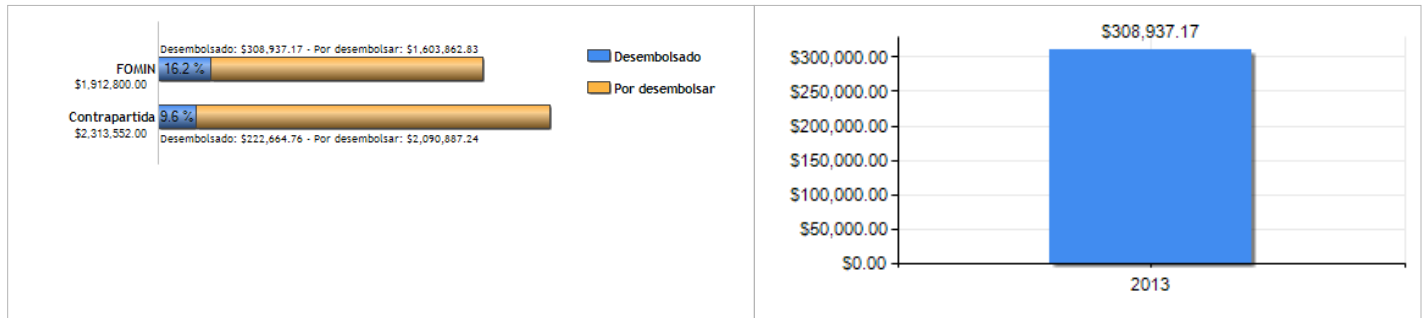 Desembolsado: $308,937.17 - Por desembolsar: $1,603,862.83
FOMIN
16.2 %
$1,912,800.00
Contrapartida
9.6 %
$2,313,552.00
Desembolsado: $222,664.76 - Por desembolsar: $2,090,887.24
Desembolsado
Por desembolsar
$308,937.17
$300,000.00
$250,000.00
$200,000.00
$150,000.00
$100,000.00
$50,000.00
$0.00
2013